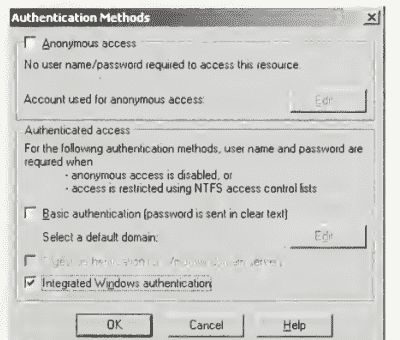 Authentication Methods
Anonymous access
No user name/password required to access this resource.
Account used for anonymous access:
Edit
Authenticated access
For the following authentication methods, user name and password are
required when
- anonymous access is disabled, or
- access is restricted using NTFS access control lists
Basic authentication (password is sent in clear text)
Select a default domain:
Edit
Windows domain servers
Integrated Windows authentication
OK Cancel Help